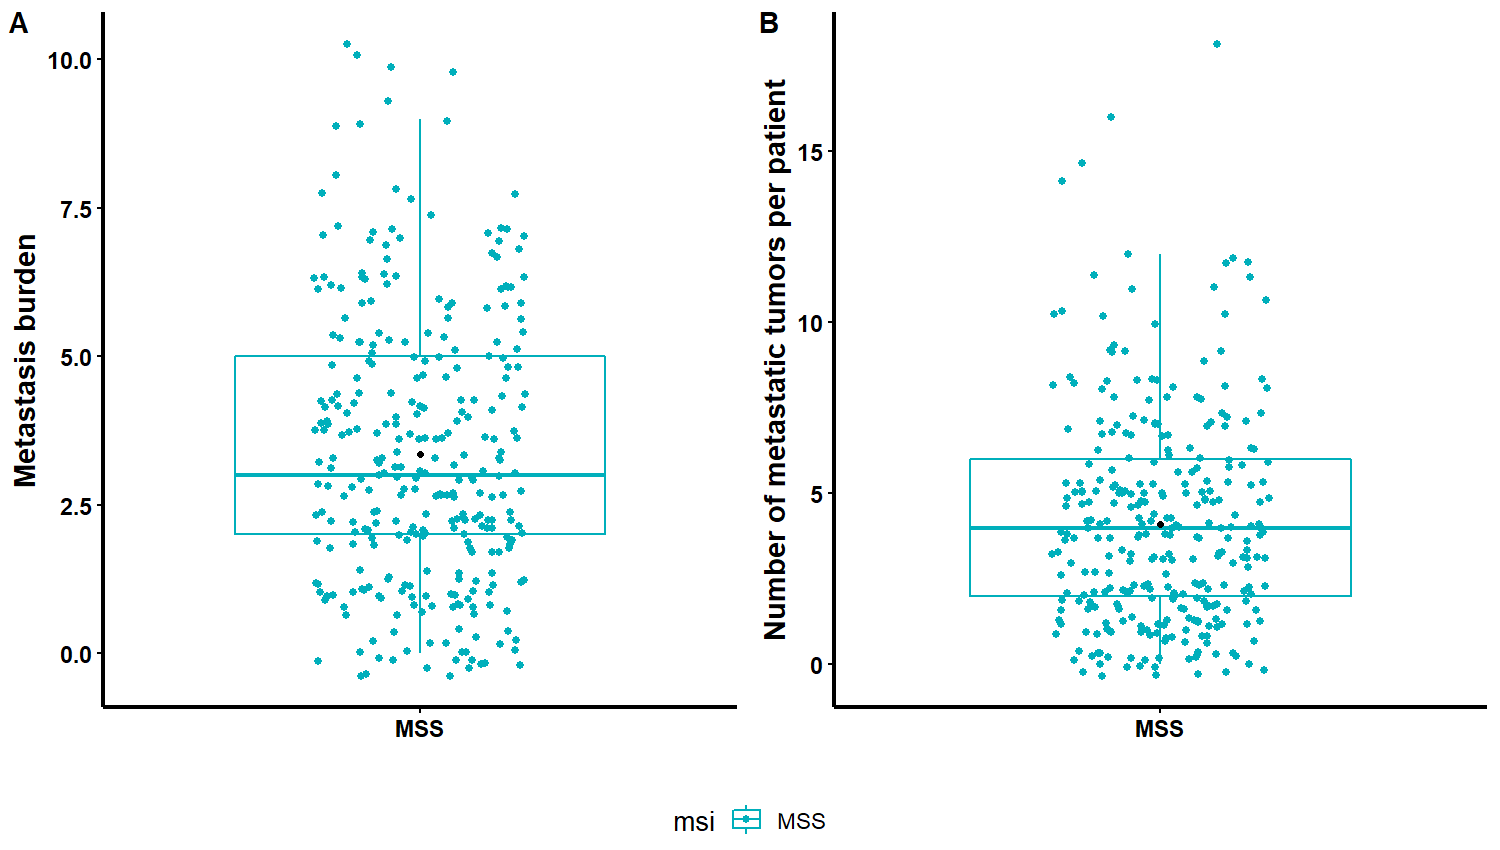 A
Metastasis burden
10.0
7.5
5.0
2.5
0.0
MSS
B
Number of metastatic tumors per patient
15
10
5
0
MSS
msi MSS